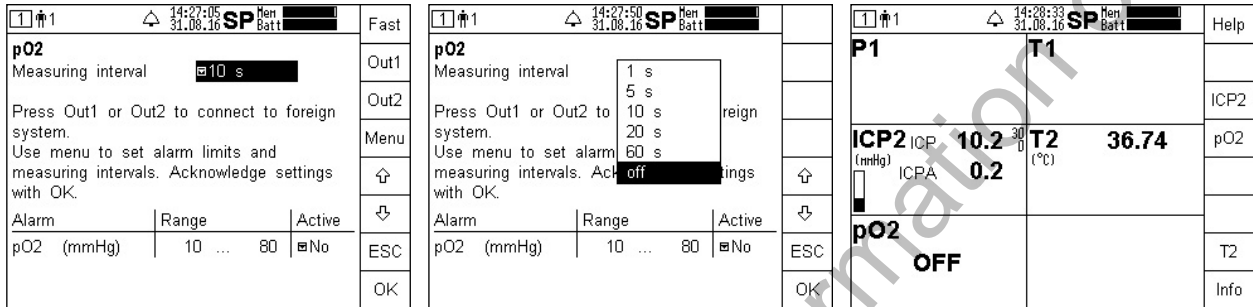 1 1 14:27:05 31.08.16 SP Mem Batt
Fast
pO2
Measuring interval 10 s
Out1
Out2
Press Out1 or Out2 to connect to foreign
system.
Menu
Use menu to set alarm limits and
measuring intervals. Acknowledge settings
with OK.
Alarm Range Active
pO2 (mmHg) 10 ... 80 No
ESC
OK
1 1 14:27:50 31.08.16 SP Mem Batt
pO2
Measuring interval
1 s
5 s
10 s
20 s
60 s
off
Press Out1 or Out2 to reign
system.
Use menu to set alarm
measuring intervals. Ack tings
with OK.
Alarm Range Active
pO2 (mmHg) 10 ... 80 No
ESC
OK
1 1 14:28:33 31.08.16 SP Mem Batt
Help
P1 T1
ICP2
ICP2 ICP 10.2 30 0 T2 36.74
pO2
(mmHg) (°C)
ICPA 0.2
pO2
OFF
T2
Info
rmation